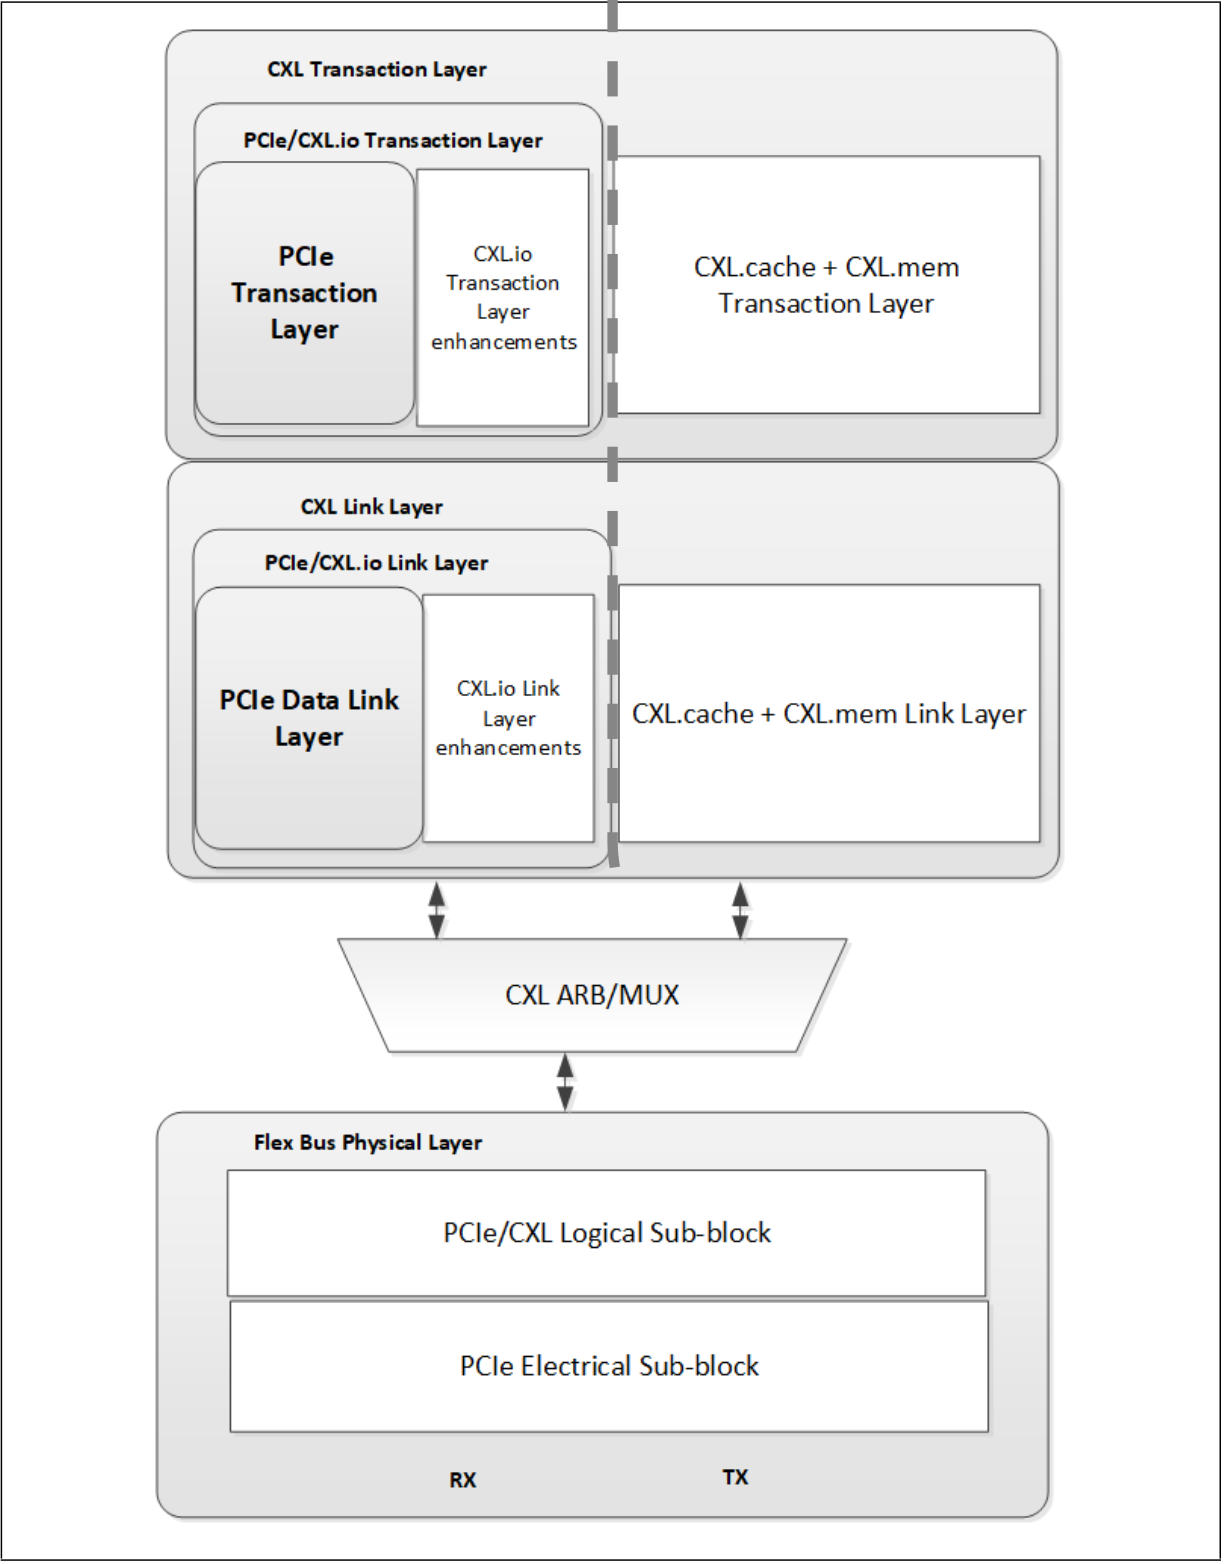 CXL Transaction Layer
PCIe/CXL.io Transaction Layer
PCIe
Transaction
Layer
CXL.io
Transaction
Layer
enhancements
CXL.cache + CXL.mem
Transaction Layer
CXL Link Layer
PCIe/CXL.io Link Layer
PCIe Data Link
Layer
CXL.io Link
Layer
enhancements
CXL.cache + CXL.mem Link Layer
CXL ARB/MUX
Flex Bus Physical Layer
PCIe/CXL Logical Sub-block
PCIe Electrical Sub-block
RX
TX